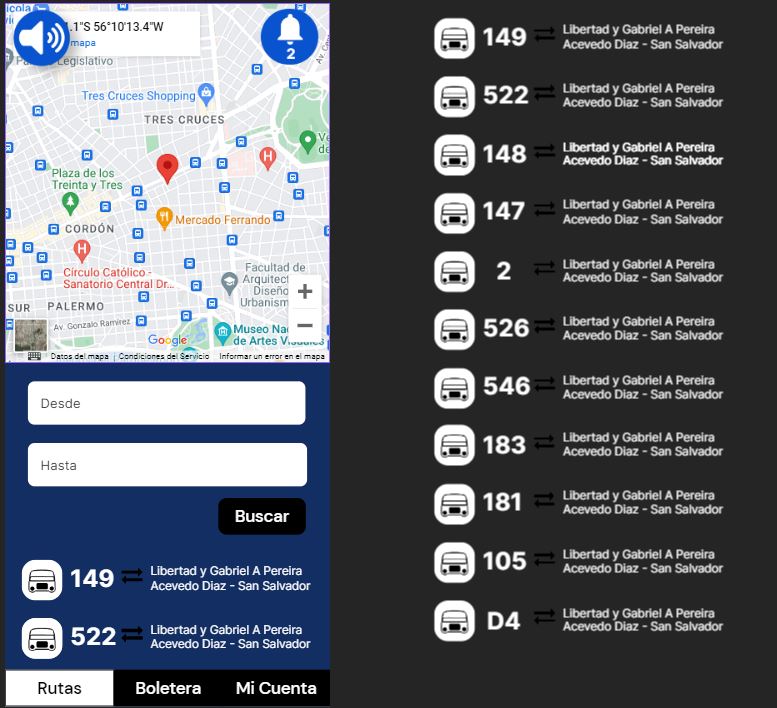 .1"S 56°10'13.4"W
mapa
2
Legislativo
Tres Cruces Shopping
TRES CRUCES
Plaza de los
Treinta y Tres
Mercado Ferrando
CORDÓN
Círculo Católico -
Sanatorio Central Dr...
Facultad de
Arquitect
Diseño
Urbanism
SUR
PALERMO
Av. Gonzalo Ramírez
Museo Nac
de Artes Visuales
Google
Datos del mapa
Condiciones del Servicio
Informar un error en el mapa
Desde
Hasta
Buscar
149
Libertad y Gabriel A Pereira
Acevedo Diaz - San Salvador
522
Libertad y Gabriel A Pereira
Acevedo Diaz - San Salvador
Rutas
Boletera
Mi Cuenta
149
Libertad y Gabriel A Pereira
Acevedo Diaz - San Salvador
522
Libertad y Gabriel A Pereira
Acevedo Diaz - San Salvador
148
Libertad y Gabriel A Pereira
Acevedo Diaz - San Salvador
147
Libertad y Gabriel A Pereira
Acevedo Diaz - San Salvador
2
Libertad y Gabriel A Pereira
Acevedo Diaz - San Salvador
526
Libertad y Gabriel A Pereira
Acevedo Diaz - San Salvador
546
Libertad y Gabriel A Pereira
Acevedo Diaz - San Salvador
183
Libertad y Gabriel A Pereira
Acevedo Diaz - San Salvador
181
Libertad y Gabriel A Pereira
Acevedo Diaz - San Salvador
105
Libertad y Gabriel A Pereira
Acevedo Diaz - San Salvador
D4
Libertad y Gabriel A Pereira
Acevedo Diaz - San Salvador